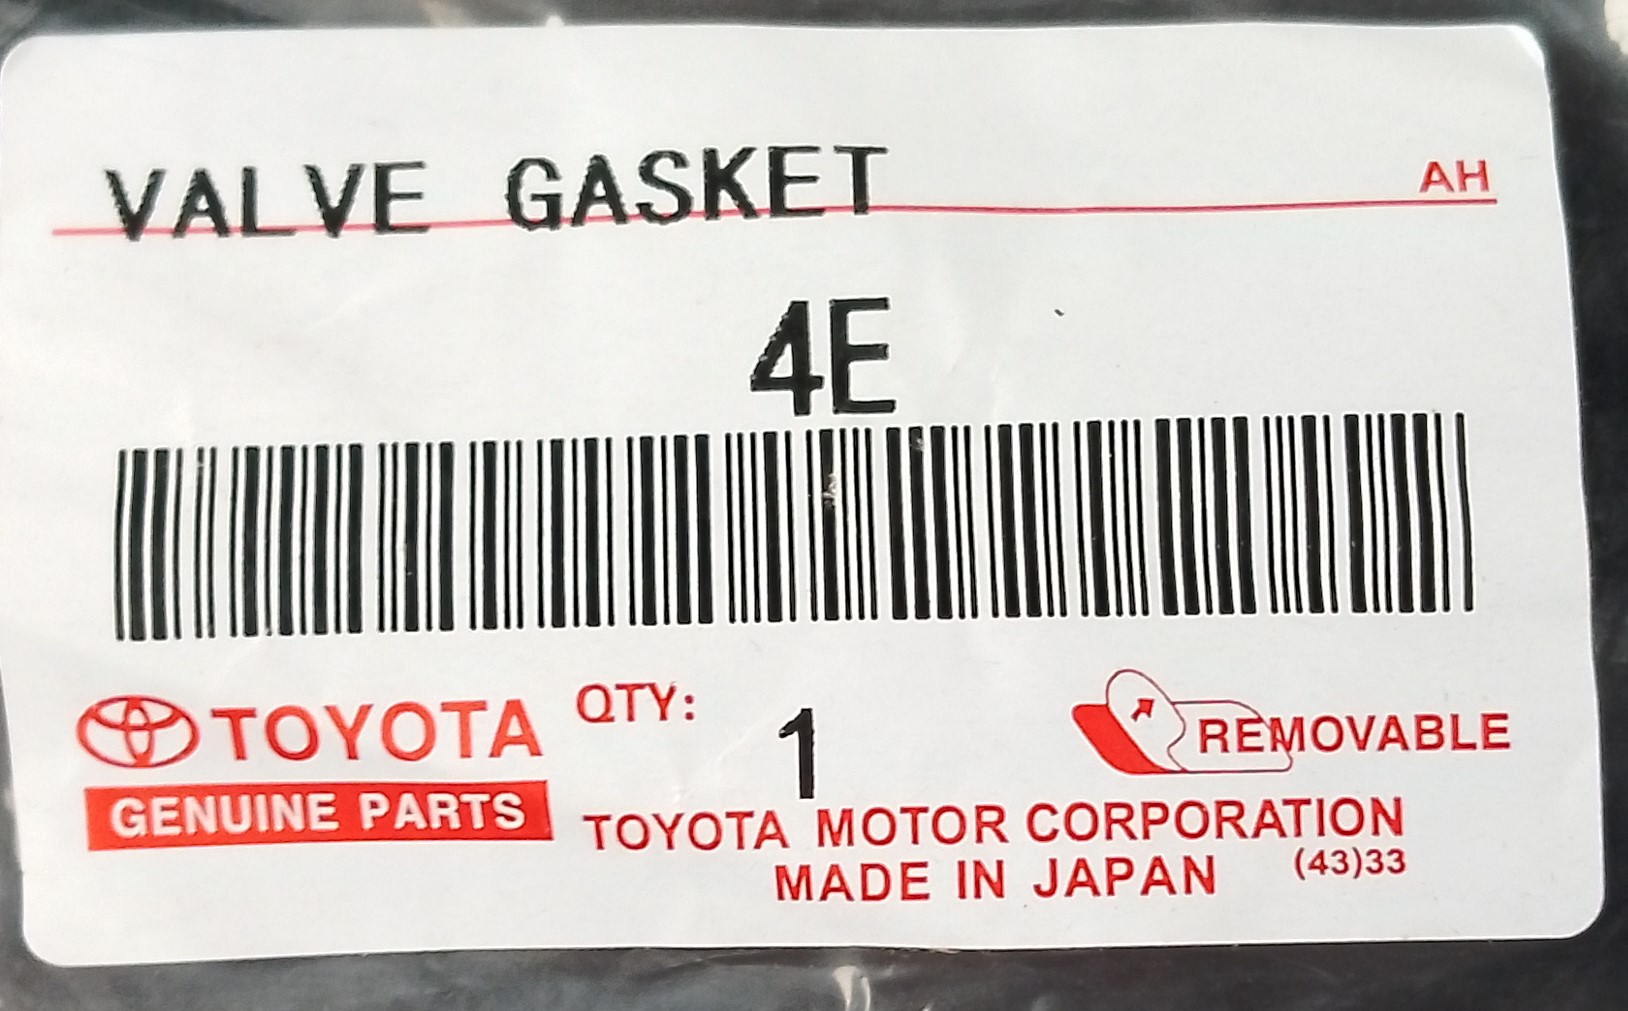 VALVE GASKET AH
4E
TOYOTA QTY: 1 REMOVABLE
GENUINE PARTS
TOYOTA MOTOR CORPORATION
MADE IN JAPAN (43)33